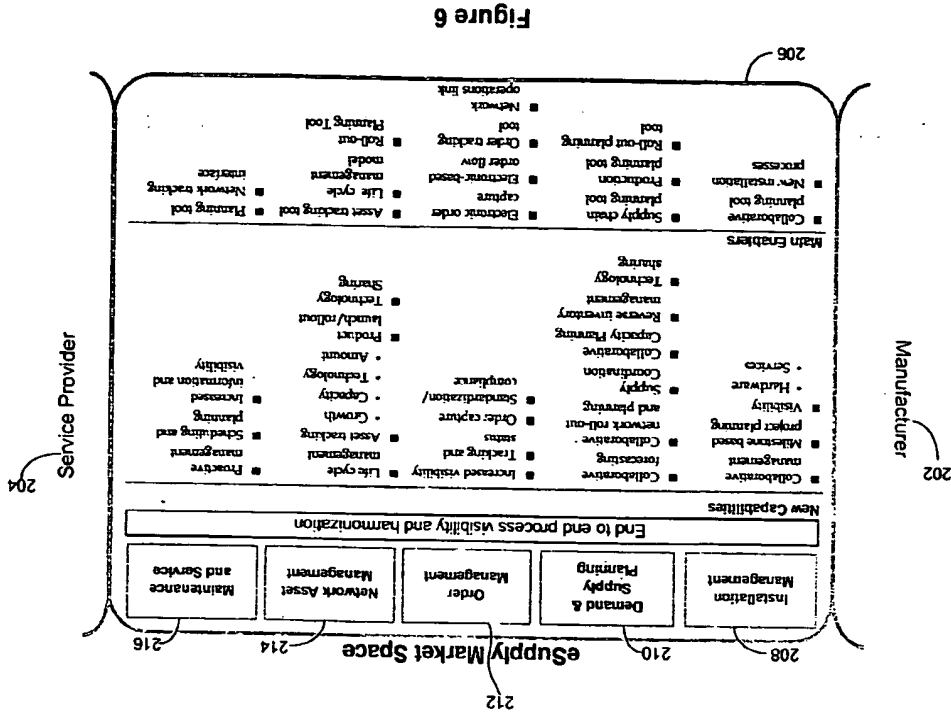 212
eSupply Market Space
208
210
214
216
Installation
Management
Demand &
Supply
Planning
Order
Management
Network Asset
Management
Maintenance
and Service
End to end process visibility and harmonization
202
Manufacturer
204
Service Provider
New Capabilities
■ Collaborative
management
■ Milestone based
project planning
■ Visibility
• Hardware
• Services
■ Collaborative
forecasting
■ Collaborative
network roll-out
and planning
■ Supply
Coordination
■ Collaborative
Capacity Planning
■ Reverse inventory
management
■ Technology
sharing
■ Increased visibility
■ Tracking and
status
■ Order capture
■ Standardization/
compliance
■ Life cycle
management
■ Asset tracking
• Growth
• Capacity
• Technology
• Amount
■ Product
launch/rollout
■ Technology
Sharing
■ Proactive
management
■ Scheduling and
planning
■ Increased
information and
visibility
Main Enablers
■ Collaborative
planning tool
■ New installation
processes
■ Supply chain
planning tool
■ Production
planning tool
■ Roll-out planning
tool
■ Electronic order
capture
■ Electronic-based
order flow
■ Order tracking
tool
■ Network
operations link
■ Asset tracking tool
■ Life cycle
management
model
■ Roll-out
Planning Tool
■ Planning tool
■ Network tracking
interface
206
Figure 6